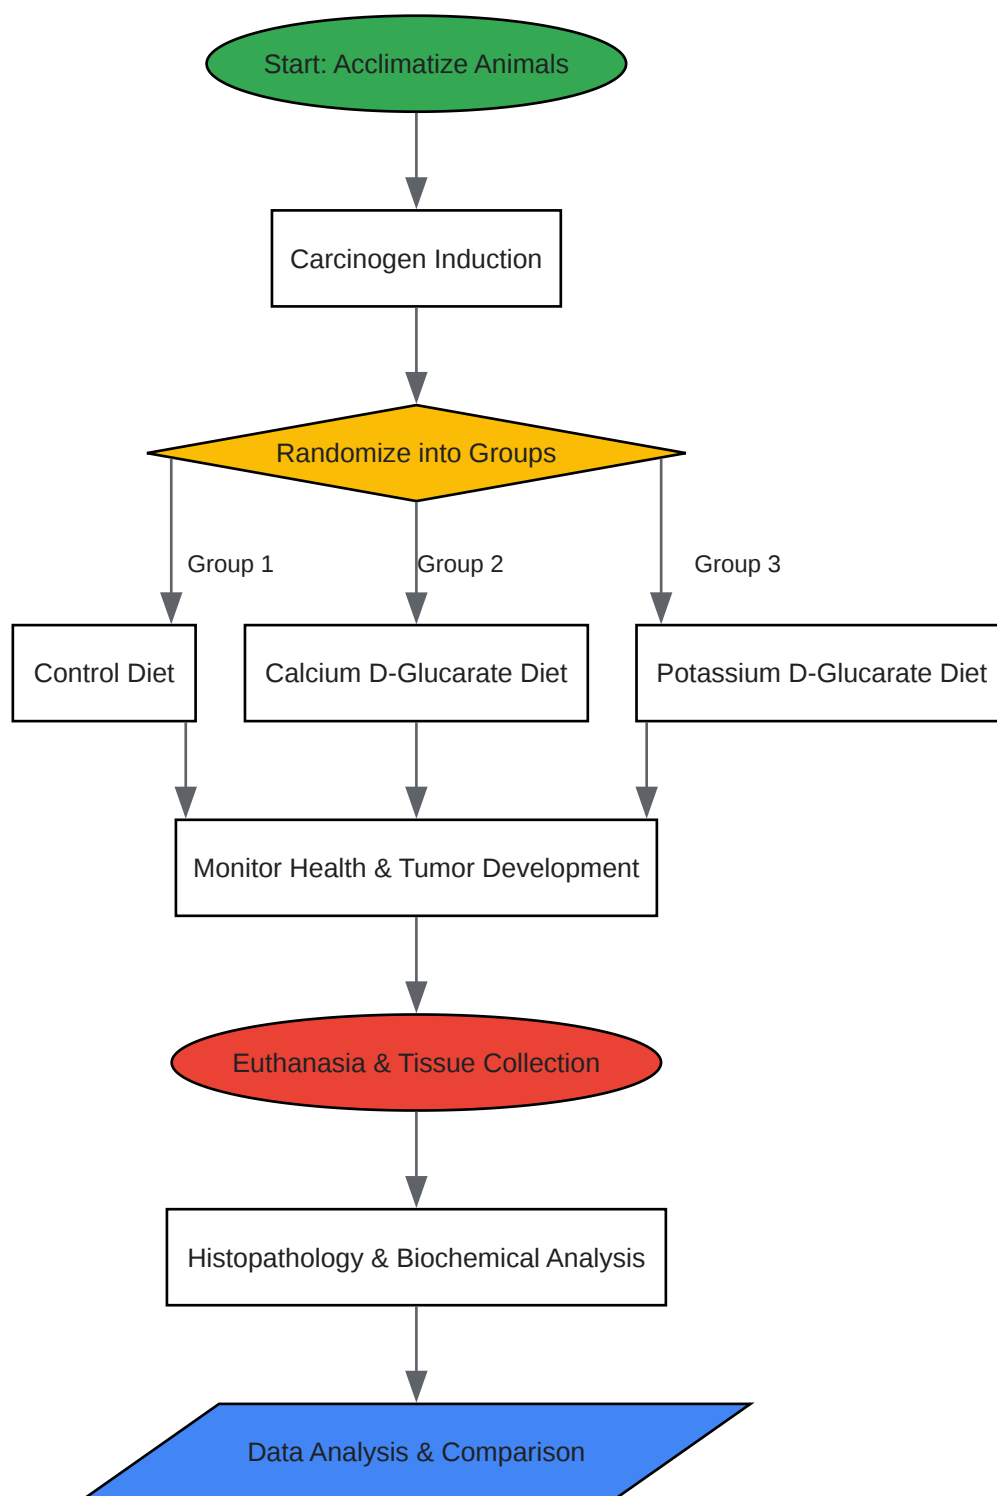 Start: Acclimatize Animals
Carcinogen Induction
Randomize into Groups
Group 1
Group 2
Group 3
Control Diet
Calcium D-Glucarate Diet
Potassium D-Glucarate Diet
Monitor Health & Tumor Development
Euthanasia & Tissue Collection
Histopathology & Biochemical Analysis
Data Analysis & Comparison